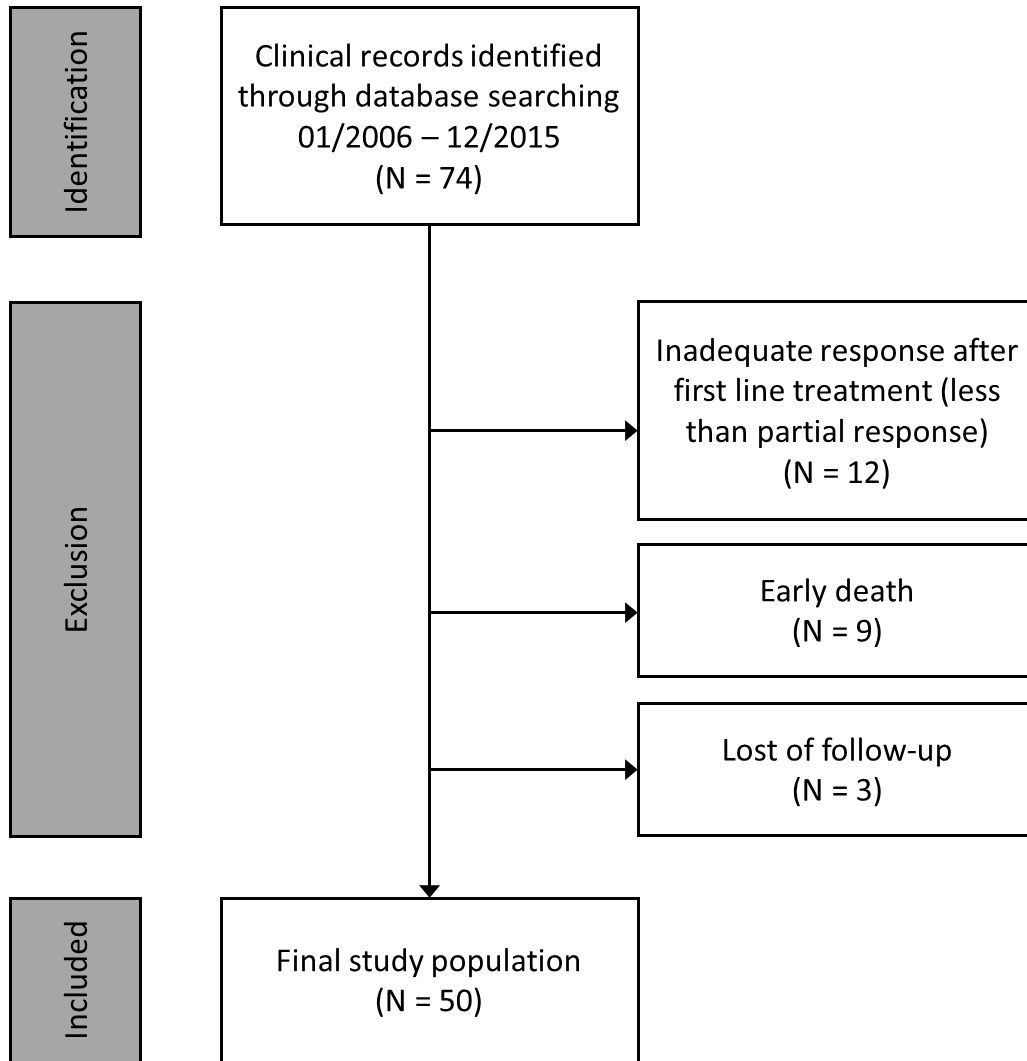 Identification
Clinical records identified
through database searching
01/2006 – 12/2015
(N = 74)
Exclusion
Inadequate response after
first line treatment (less
than partial response)
(N = 12)
Early death
(N = 9)
Lost of follow-up
(N = 3)
Included
Final study population
(N = 50)